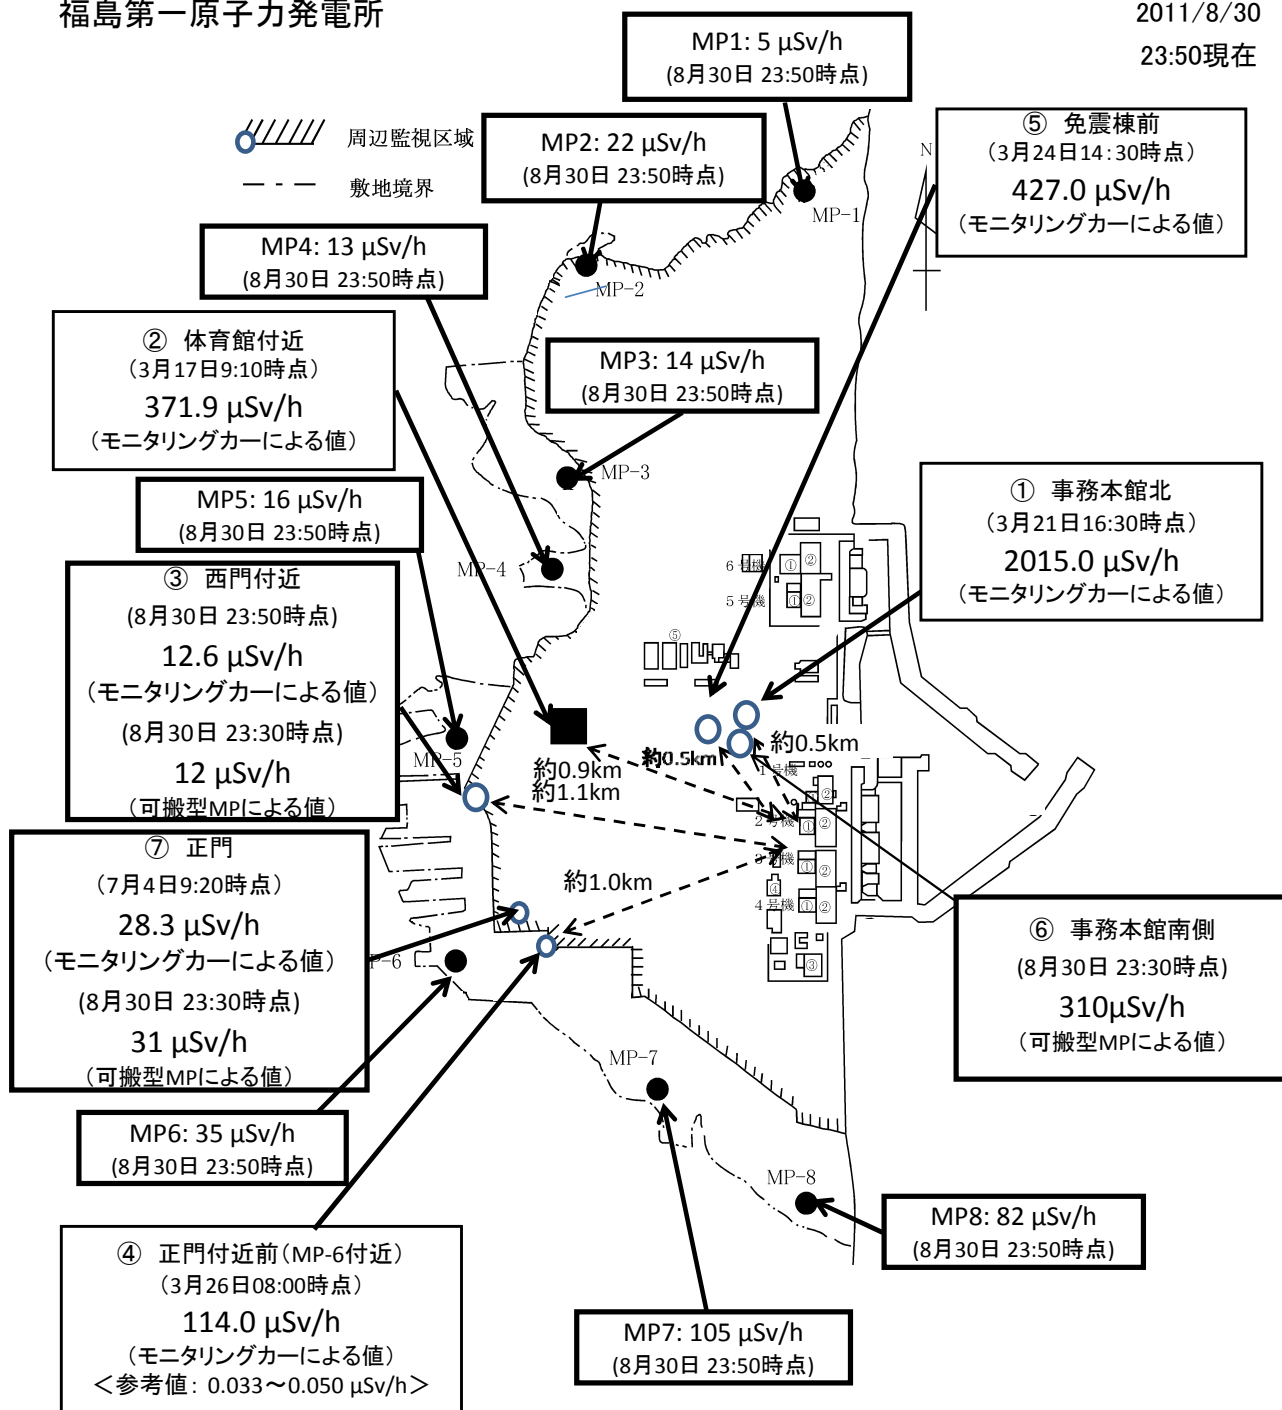 福島第一原子力発電所
2011/8/30
23:50現在
MP1: 5 μSv/h
(8月30日 23:50時点)
周辺監視区域
敷地境界
MP2: 22 μSv/h
(8月30日 23:50時点)
⑤ 免震棟前
（3月24日14:30時点）
427.0 μSv/h
（モニタリングカーによる値）
N
MP-1
MP4: 13 μSv/h
(8月30日 23:50時点)
MP-2
② 体育館付近
（3月17日9:10時点）
371.9 μSv/h
（モニタリングカーによる値）
MP3: 14 μSv/h
(8月30日 23:50時点)
MP-3
MP5: 16 μSv/h
(8月30日 23:50時点)
① 事務本館北
（3月21日16:30時点）
2015.0 μSv/h
（モニタリングカーによる値）
MP-4
6号機
① ②
5号機
① ②
③ 西門付近
(8月30日 23:50時点)
12.6 μSv/h
（モニタリングカーによる値）
(8月30日 23:30時点)
12 μSv/h
（可搬型MPによる値）
⑤
MP-5
約0.9km
約1.1km
約0.5km
約0.5km
1号機
②
2号機
① ②
3号機
① ②
④
4号機
① ②
③
約1.0km
⑦ 正門
（7月4日9:20時点）
28.3 μSv/h
（モニタリングカーによる値）
(8月30日 23:30時点)
31 μSv/h
（可搬型MPによる値）
P-6
⑥ 事務本館南側
(8月30日 23:30時点)
310μSv/h
（可搬型MPによる値）
MP-7
MP6: 35 μSv/h
(8月30日 23:50時点)
MP-8
MP8: 82 μSv/h
(8月30日 23:50時点)
④ 正門付近前（MP-6付近）
（3月26日08:00時点）
114.0 μSv/h
（モニタリングカーによる値）
＜参考値: 0.033～0.050 μSv/h＞
MP7: 105 μSv/h
(8月30日 23:50時点)